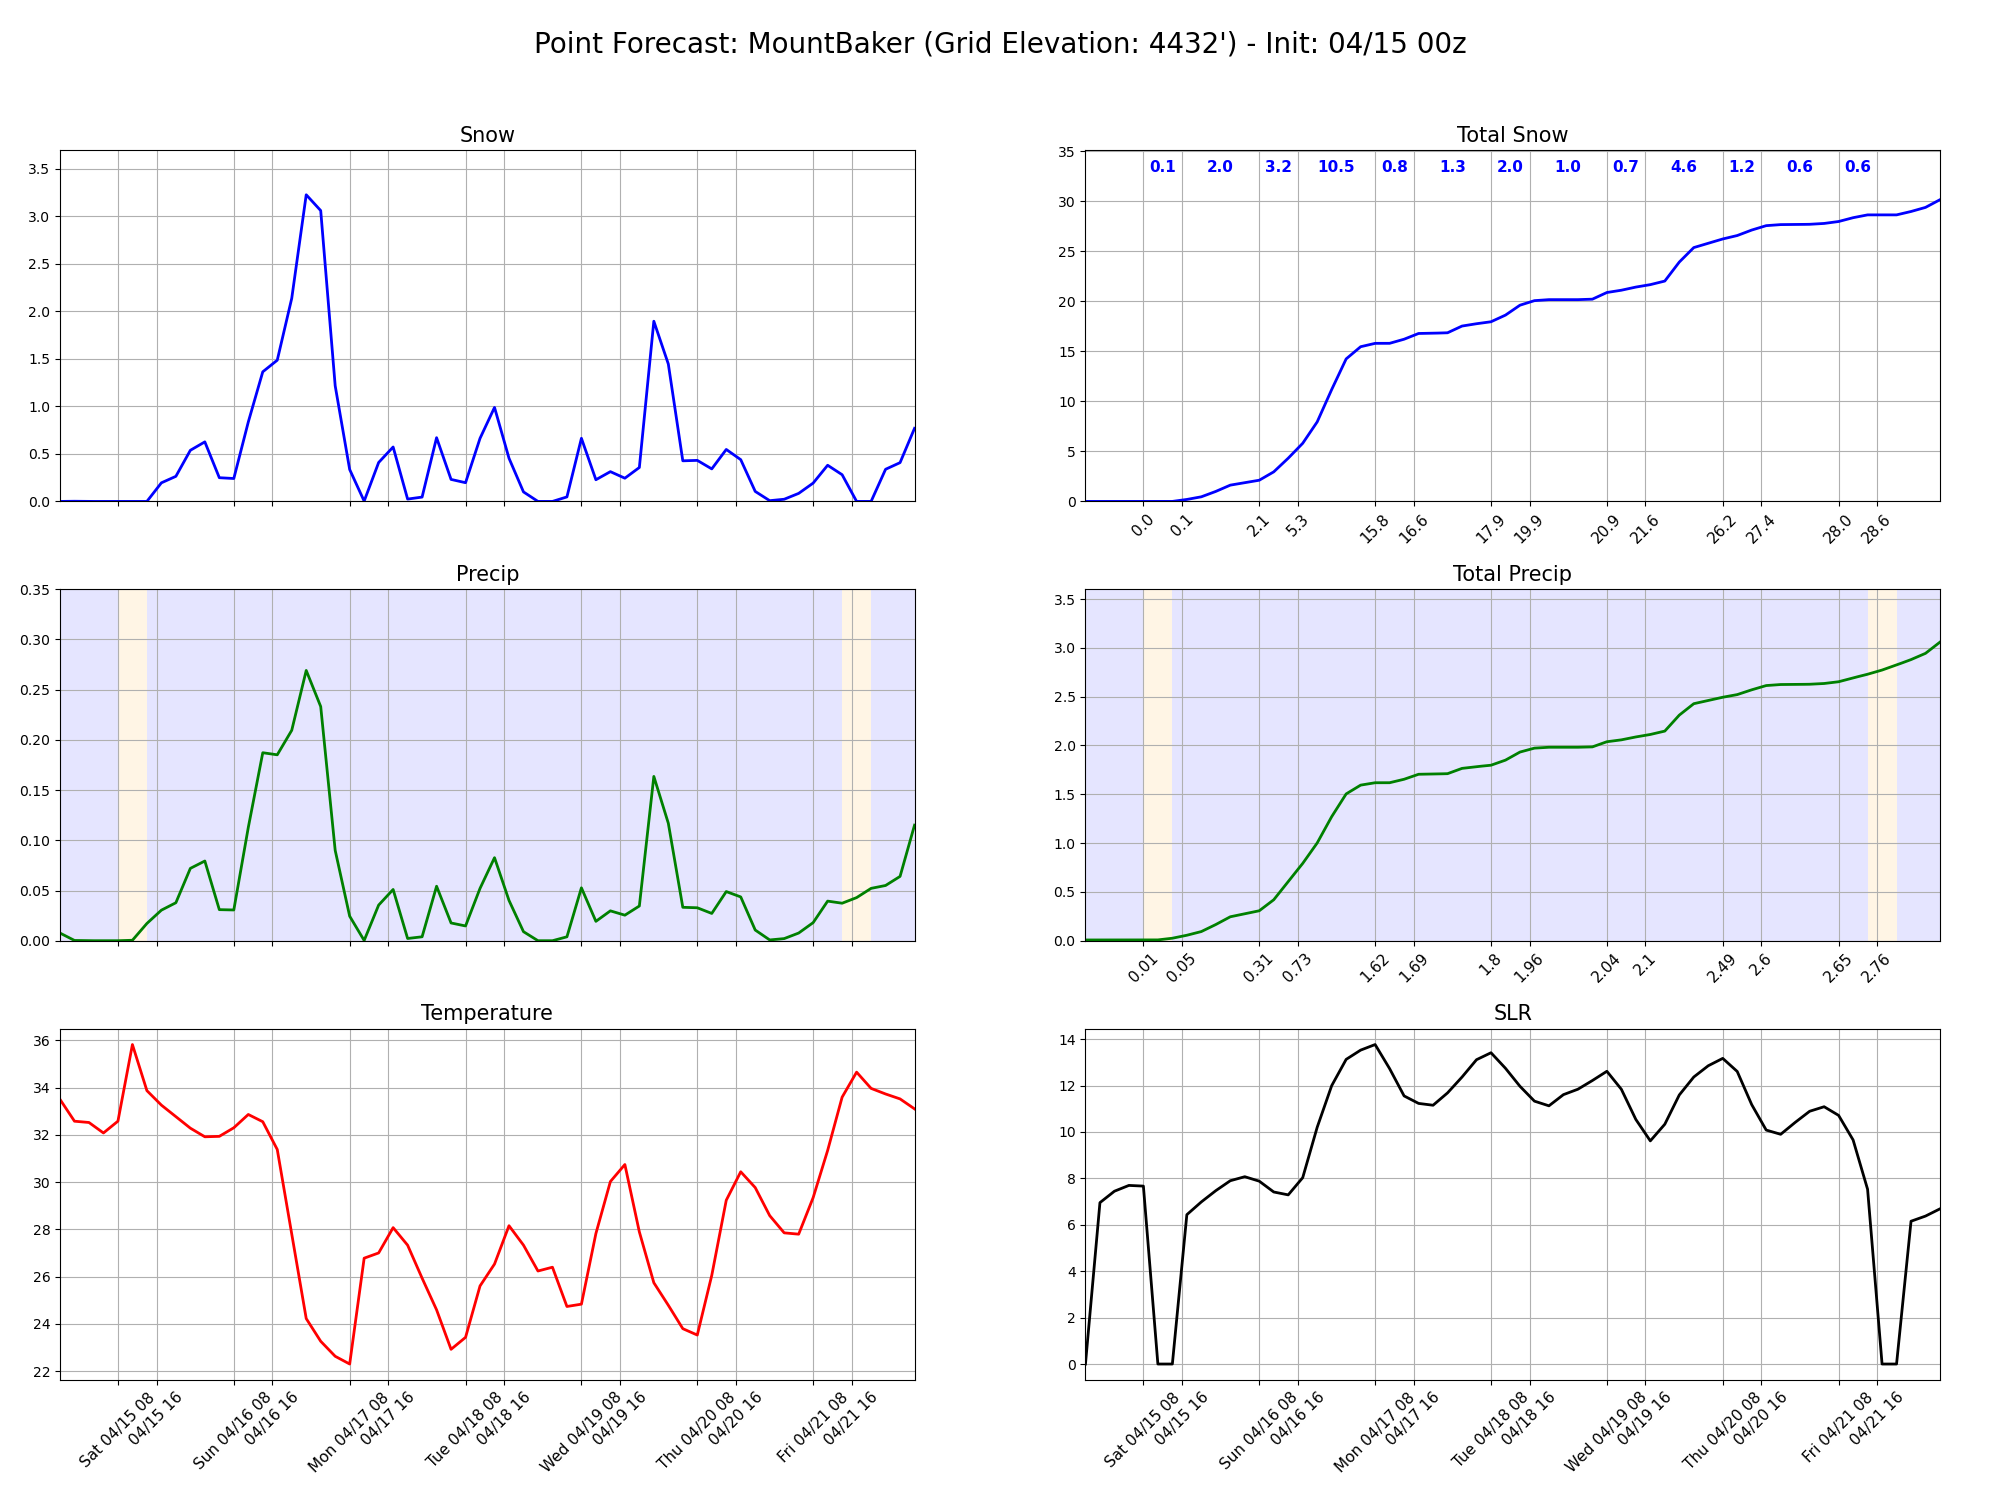 Point Forecast: MountBaker (Grid Elevation: 4432') - Init: 04/15 00z
Snow
3.5
3.0
2.5
2.0
1.5
1.0
0.5
0.0
Total Snow
35
30
25
20
15
10
5
0
0.1 2.0 3.2 10.5 0.8 1.3 2.0 1.0 0.7 4.6 1.2 0.6 0.6
0.0 0.1 2.1 5.3 15.8 16.6 17.9 19.9 20.9 21.6 26.2 27.4 28.0 28.6
Precip
0.35
0.30
0.25
0.20
0.15
0.10
0.05
0.00
Total Precip
3.5
3.0
2.5
2.0
1.5
1.0
0.5
0.0
0.01 0.05 0.31 0.73 1.62 1.69 1.8 1.96 2.04 2.1 2.49 2.6 2.65 2.76
Temperature
36
34
32
30
28
26
24
22
Sat 04/15 08
04/15 16
Sun 04/16 08
04/16 16
Mon 04/17 08
04/17 16
Tue 04/18 08
04/18 16
Wed 04/19 08
04/19 16
Thu 04/20 08
04/20 16
Fri 04/21 08
04/21 16
SLR
14
12
10
8
6
4
2
0
Sat 04/15 08
04/15 16
Sun 04/16 08
04/16 16
Mon 04/17 08
04/17 16
Tue 04/18 08
04/18 16
Wed 04/19 08
04/19 16
Thu 04/20 08
04/20 16
Fri 04/21 08
04/21 16